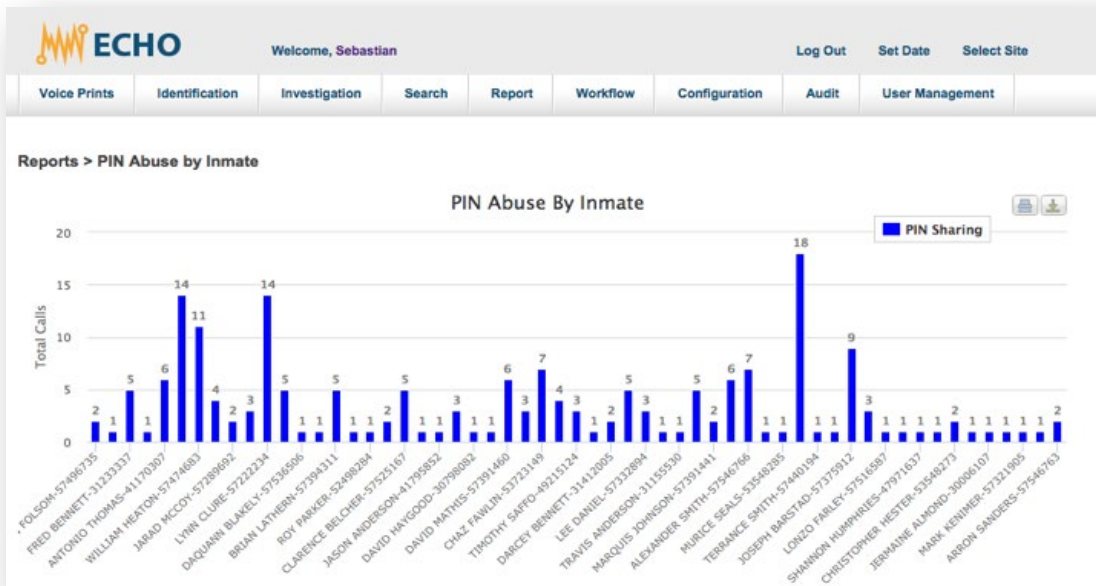 ECHO
Welcome, Sebastian
Log Out Set Date Select Site
Voice Prints Identification Investigation Search Report Workflow Configuration Audit User Management
Reports > PIN Abuse by Inmate
PIN Abuse By Inmate
PIN Sharing
Total Calls
20
15
10
5
0
2 1 5 1 6 14 11 4 2 3 14 5 1 1 5 1 1 2 5 1 1 3 1 1 6 3 7 4 3 1 2 5 3 1 1 5 2 6 7 1 1 18 1 1 9 3 1 1 1 1 2 1 1 1 1 1 2
FOLSOM-57496735
FRED BENNETT-31233337
ANTONIO THOMAS-41170307
WILLIAM HEATON-57474683
JARAD MCCOY-57289692
LYNN CLURE-57222234
DAQUANN BLAKELY-57536506
BRIAN LATHERN-57394311
ROY PARKER-52498284
CLARENCE BELCHER-57525167
JASON ANDERSON-41795852
DAVID HAYGOOD-30798082
DAVID MATHIS-57391460
CHAZ FAWLIN-53723149
TIMOTHY SAFFO-49215124
DARCEY BENNETT-31412005
LEE DANIEL-57332894
TRAVIS ANDERSON-31155530
MARQUIS JOHNSON-57391441
ALEXANDER SMITH-57546766
MURICE SEALS-53548285
TERRANCE SMITH-57440194
JOSEPH BARSTAD-57375912
LONZO FARLEY-57516587
SHANNON HUMPHRIES-47971637
CHRISTOPHER HESTER-53548273
JERMAINE ALMOND-30006107
MARK KENIMER-57321905
ARRON SANDERS-57546763